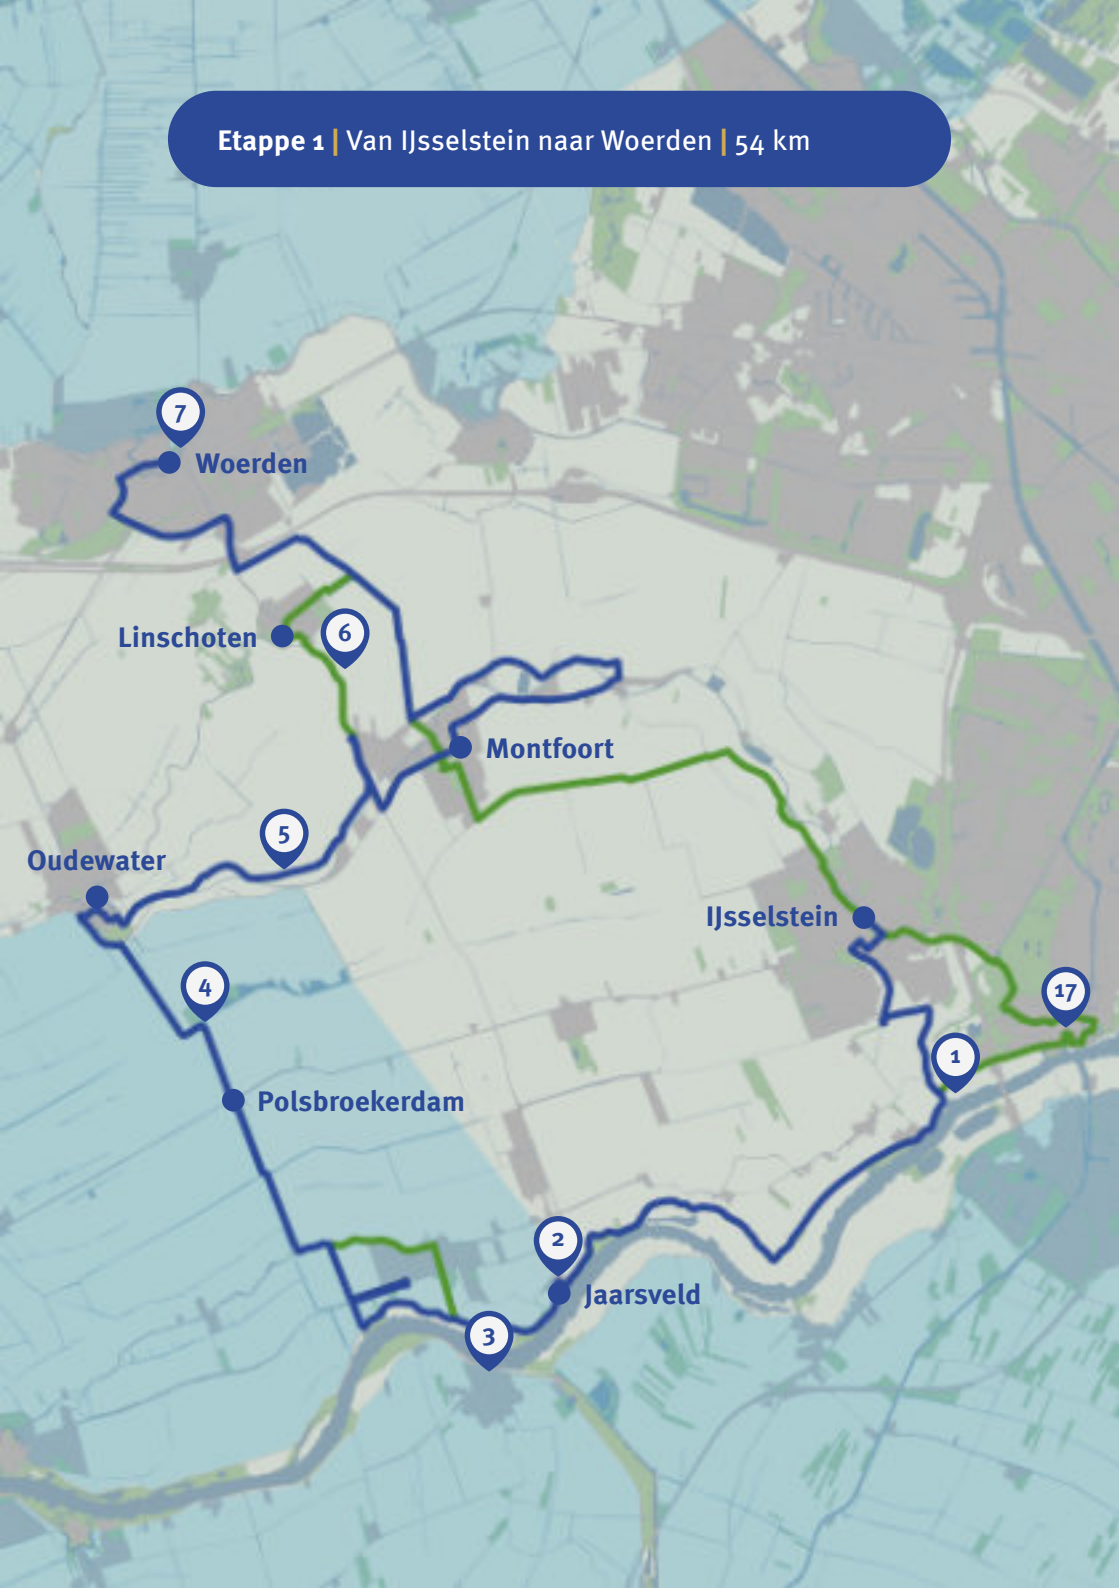 Etappe 1 | Van IJsselstein naar Woerden | 54 km
7
Woerden
Linschoten
6
Montfoort
5
Oudewater
IJsselstein
4
17
1
Polsbroekerdam
2
Jaarsveld
3